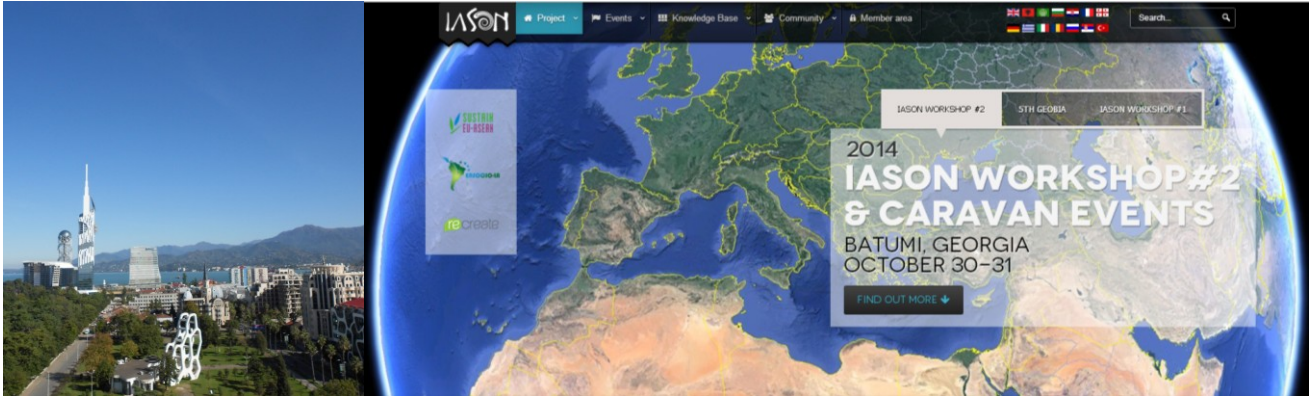 IASON
Project
Events
Knowledge Base
Community
Member area
Search...
SUSTAIN
EU-ASEAN
re create
IASON WORKSHOP #2
5TH GEOBIA
IASON WORKSHOP #1
2014
IASON WORKSHOP#2
& CARAVAN EVENTS
BATUMI, GEORGIA
OCTOBER 30-31
FIND OUT MORE